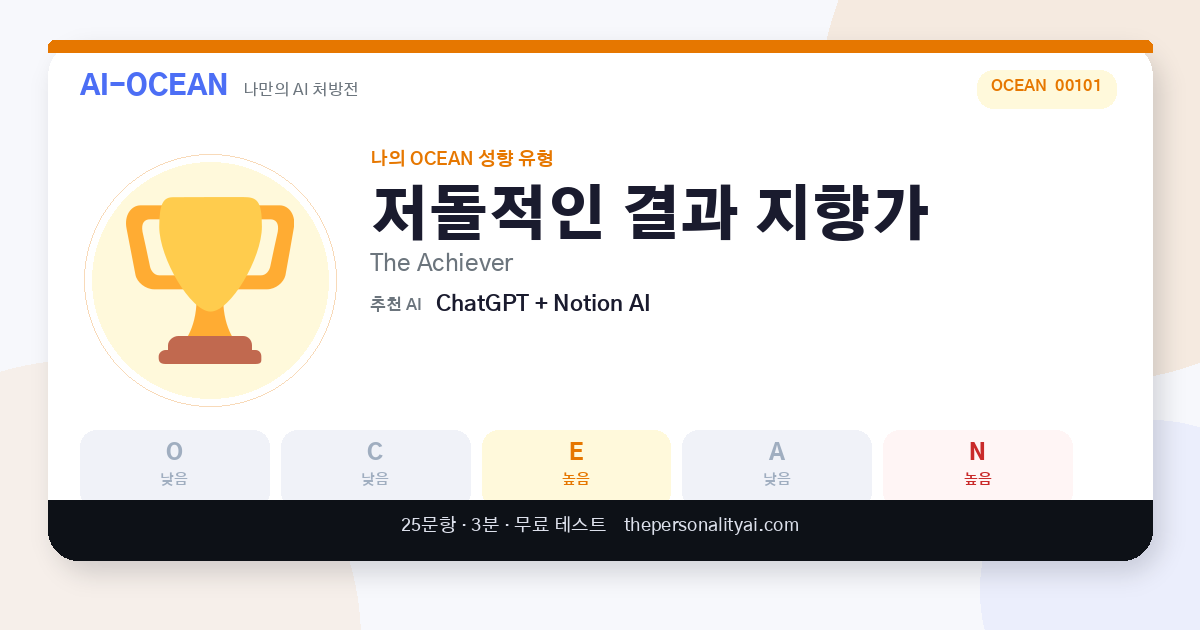 AI-OCEAN 나만의 AI 처방전
OCEAN 00101
나의 OCEAN 성향 유형
저돌적인 결과 지향가
The Achiever
추천 AI ChatGPT + Notion AI
O C E A N
낮음 낮음 높음 낮음 높음
25문항 · 3분 · 무료 테스트 thepersonalityai.com